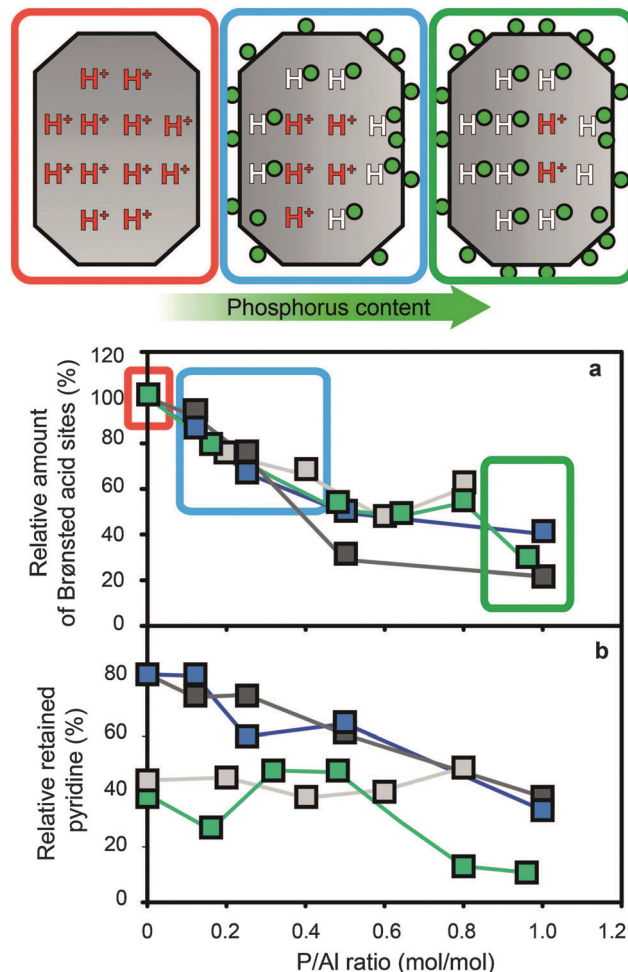 H+ H+ H H
H+ H+ H+ H+ H H+ H+ H H H H+ H
H+ H+ H+ H+ H H+ H+ H H H H+ H
H+ H+ H+ H H H
Phosphorus content
a
Relative amount
of Brønsted acid sites (%)
120
100
80
60
40
20
0
b
Relative retained
pyridine (%)
80
60
40
20
0
0 0.2 0.4 0.6 0.8 1.0 1.2
P/Al ratio (mol/mol)